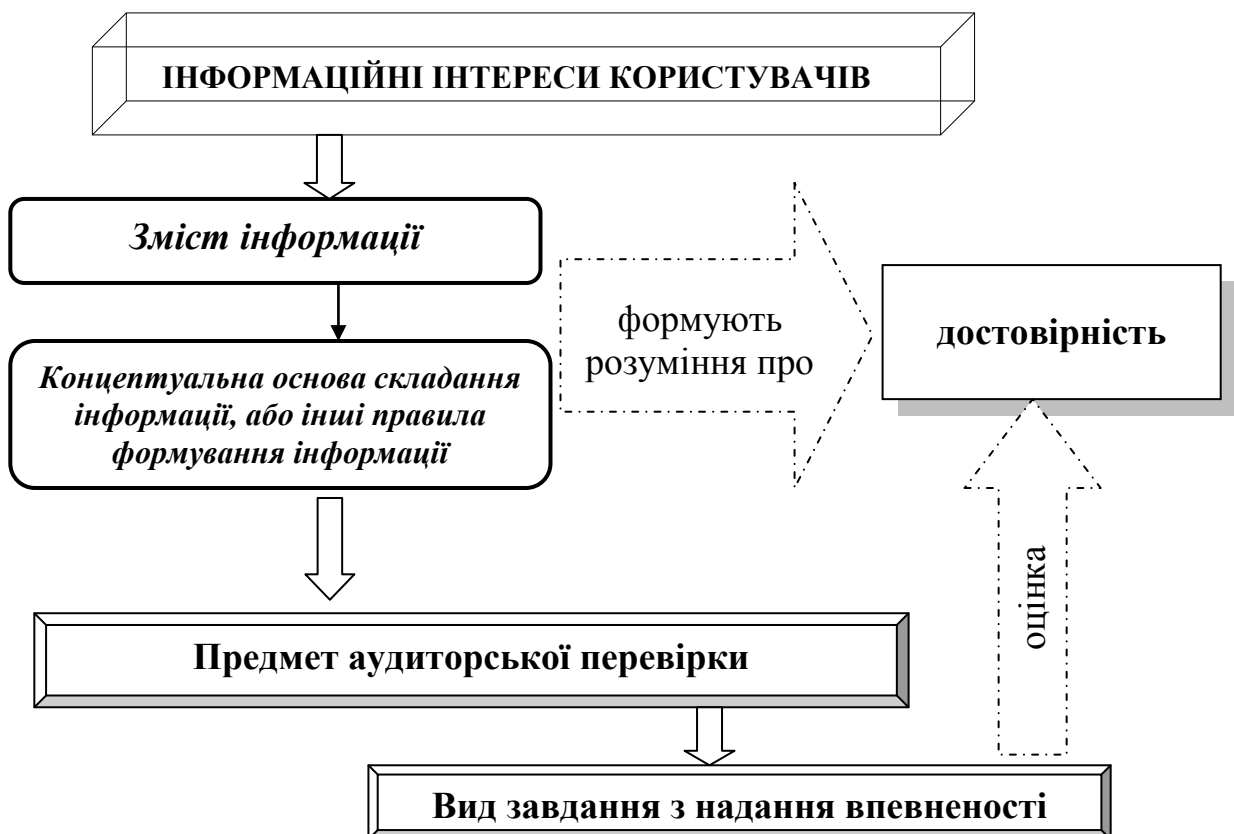 ІНФОРМАЦІЙНІ ІНТЕРЕСИ КОРИСТУВАЧІВ
Зміст інформації
формують
розуміння про
достовірність
Концептуальна основа складання
інформації, або інші правила
формування інформації
оцінка
Предмет аудиторської перевірки
Вид завдання з надання впевненості